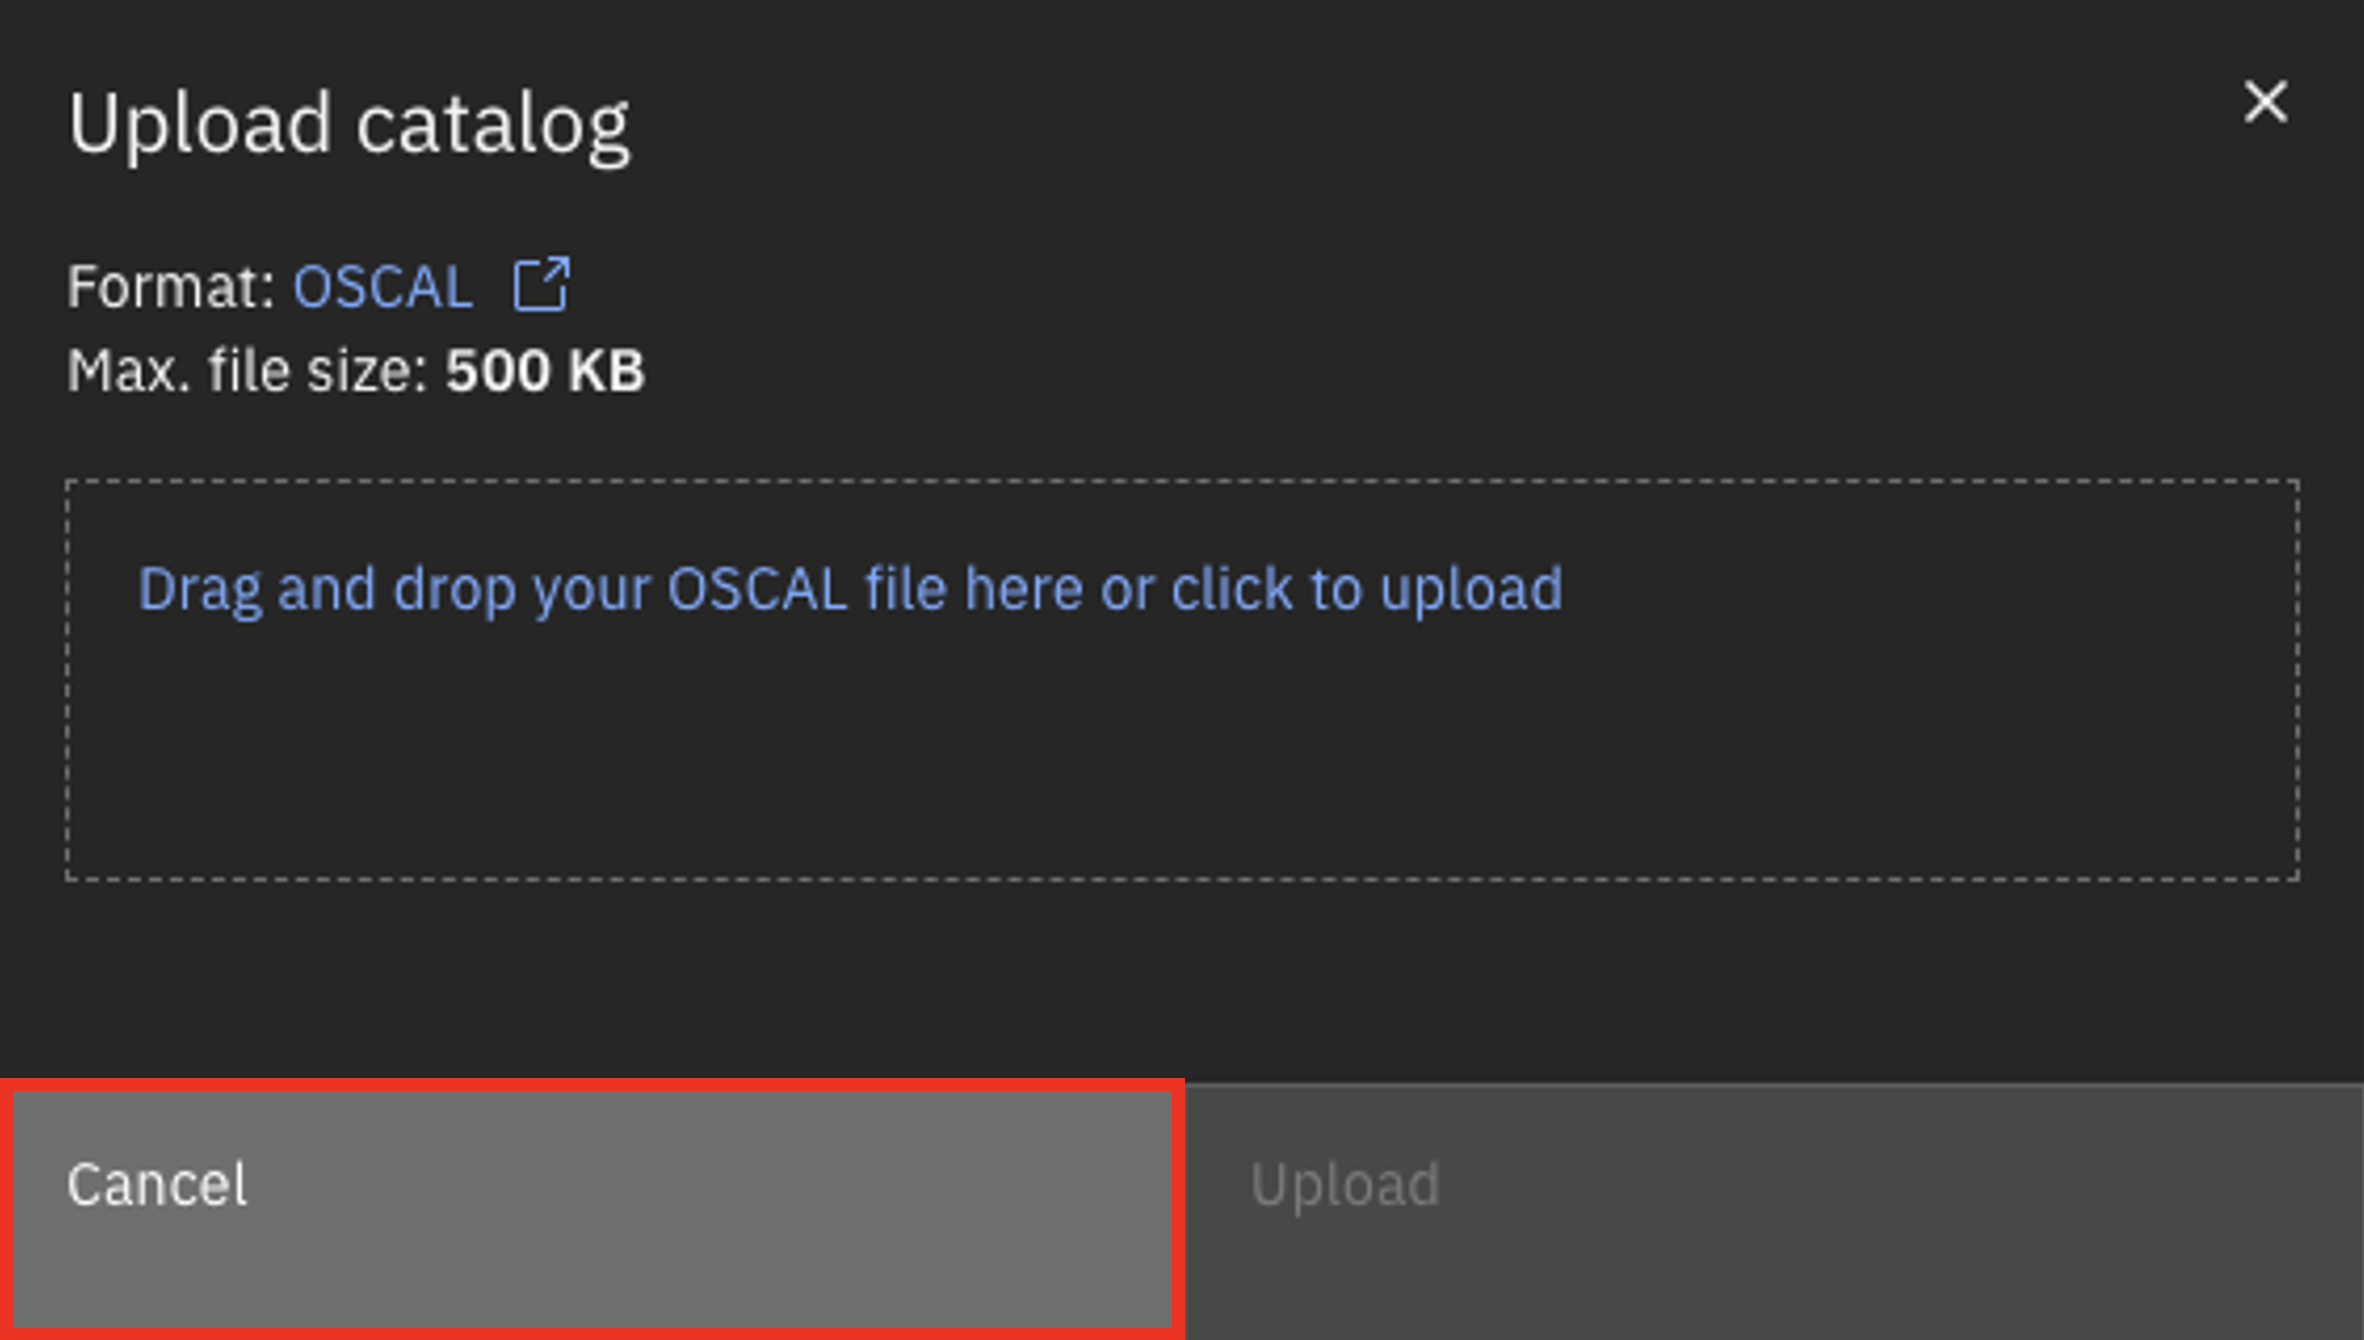 Upload catalog
Format: OSCAL
Max. file size: 500 KB
Drag and drop your OSCAL file here or click to upload
Cancel
Upload